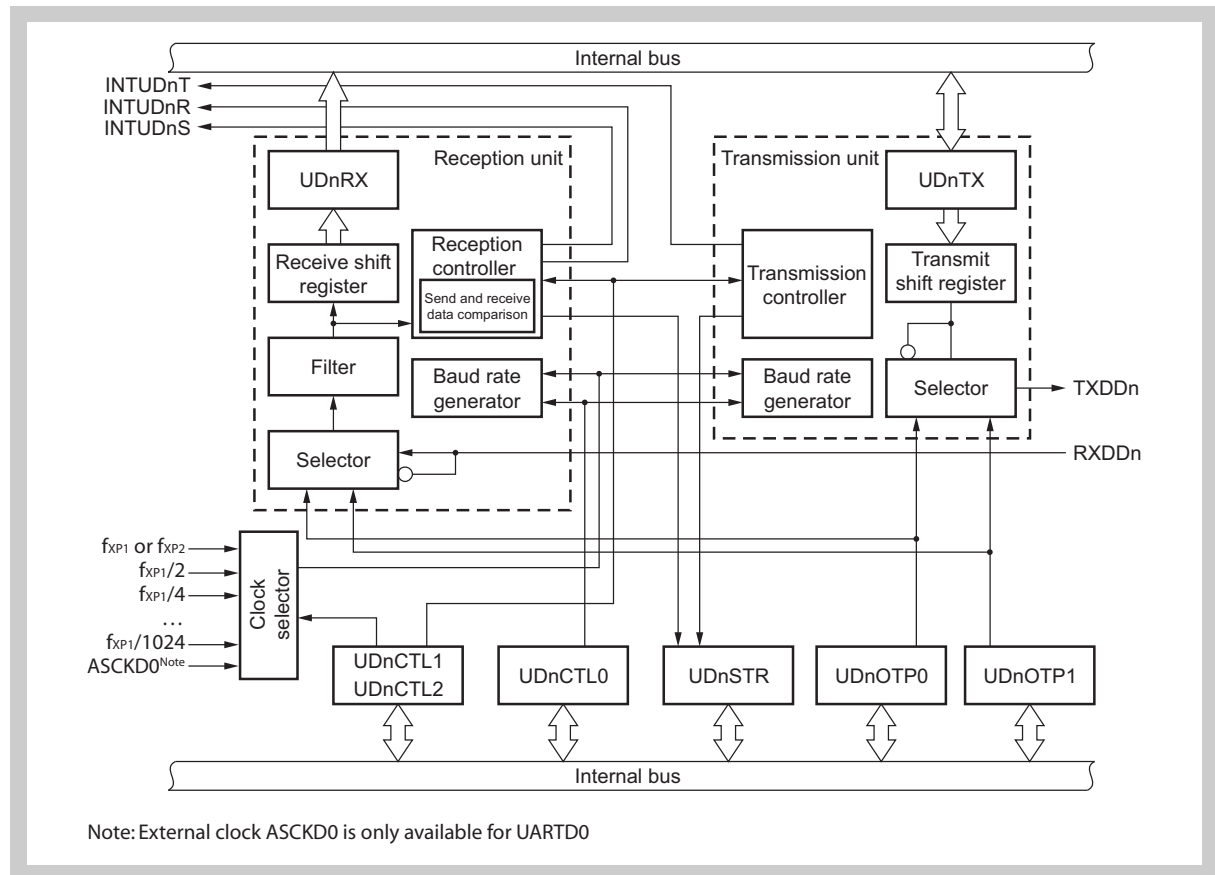 Internal bus
INTUDnT
INTUDnR
INTUDnS
Reception unit
Transmission unit
UDnRX
UDnTX
Receive shift
register
Reception
controller
Send and receive
data comparison
Transmission
controller
Transmit
shift register
Filter
Baud rate
generator
Baud rate
generator
Selector
TXDDn
Selector
RXDDn
fXP1 or fXP2
fXP1/2
fXP1/4
...
fXP1/1024
ASCKD0Note
Clock
selector
UDnCTL1
UDnCTL2
UDnCTL0
UDnSTR
UDnOTP0
UDnOTP1
Internal bus
Note: External clock ASCKD0 is only available for UARTD0